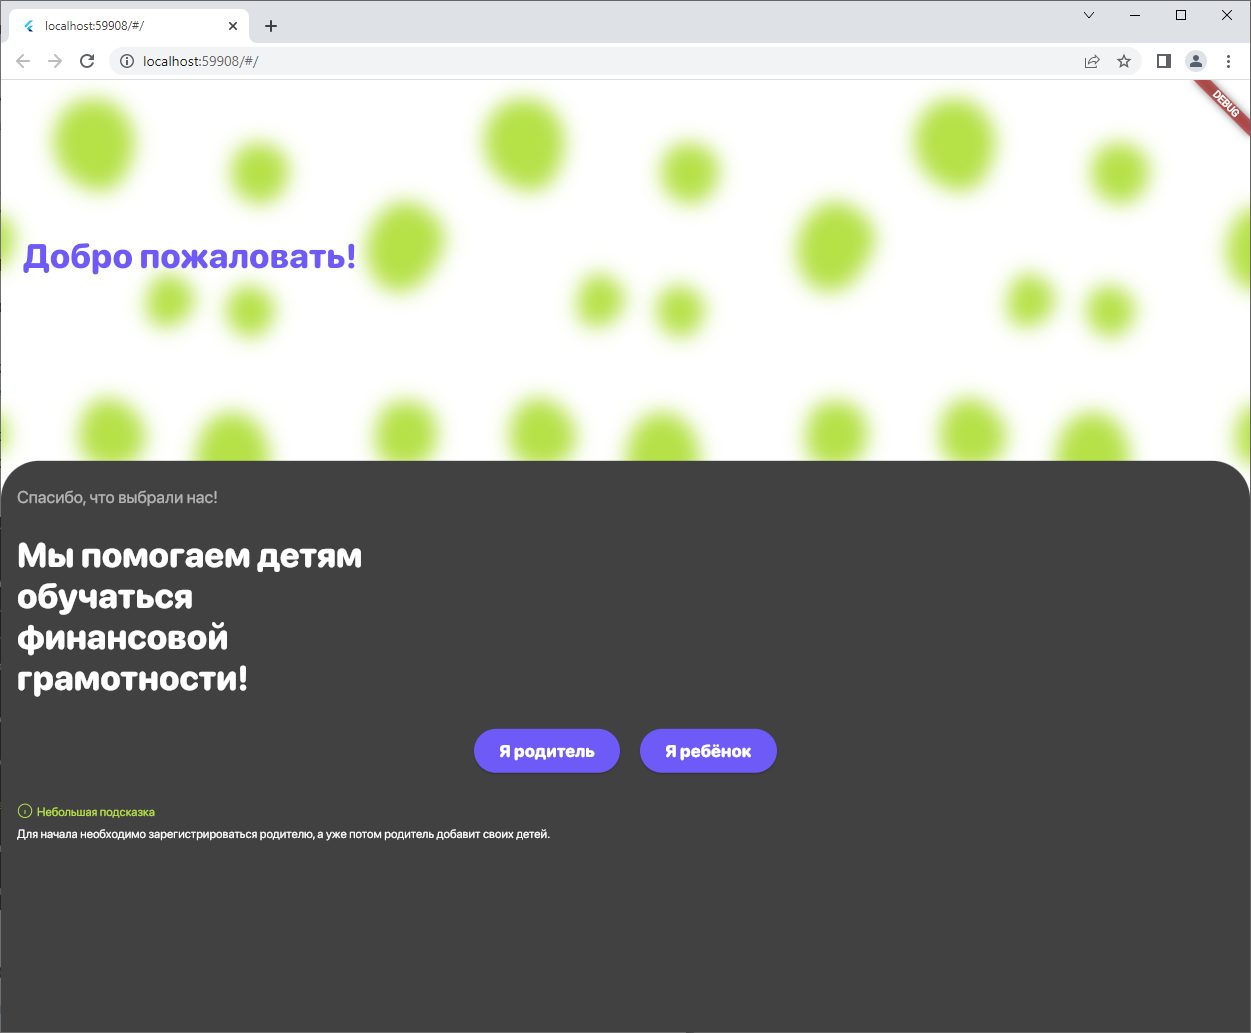 localhost:59908/#/
localhost:59908/#/
DEBUG
Добро пожаловать!
Спасибо, что выбрали нас!
Мы помогаем детям
обучаться
финансовой
грамотности!
Я родитель
Я ребёнок
Небольшая подсказка
Для начала необходимо зарегистрироваться родителю, а уже потом родитель добавит своих детей.